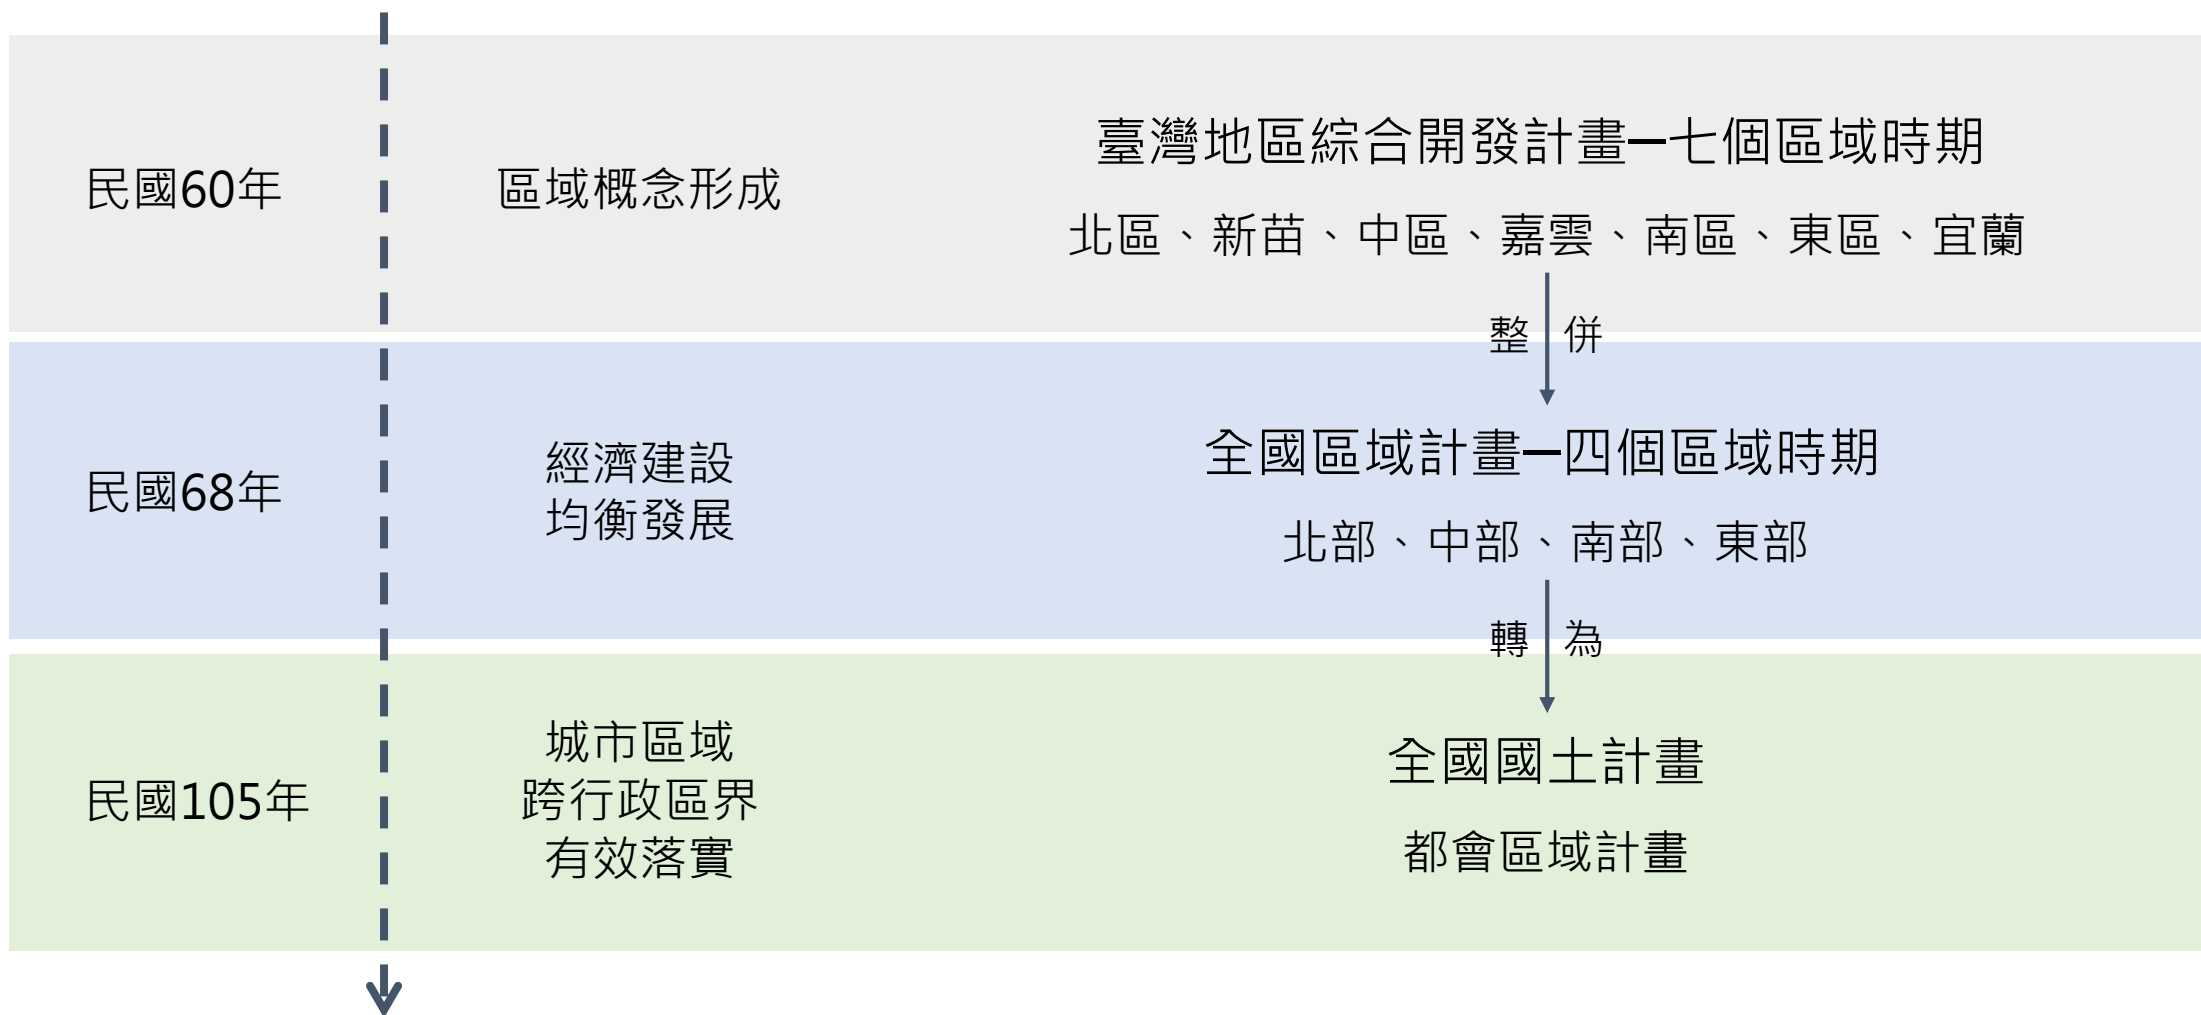 民國60年
區域概念形成
臺灣地區綜合開發計畫─七個區域時期
北區、新苗、中區、嘉雲、南區、東區、宜蘭
整併
民國68年
經濟建設
均衡發展
全國區域計畫─四個區域時期
北部、中部、南部、東部
轉為
民國105年
城市區域
跨行政區界
有效落實
全國國土計畫
都會區域計畫